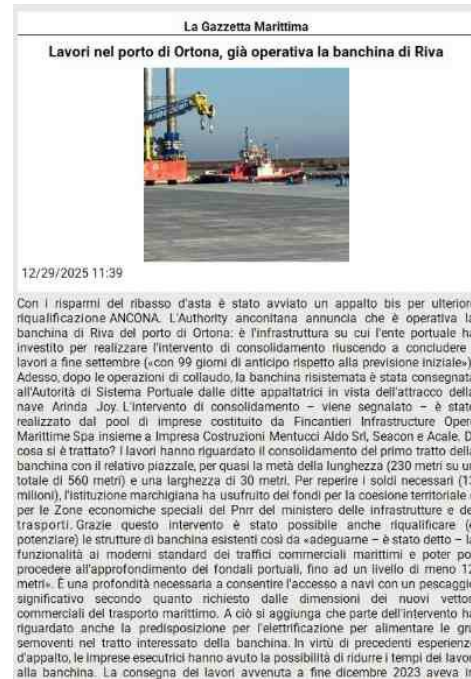 La Gazzetta Marittima
Lavori nel porto di Ortona, già operativa la banchina di Riva
12/29/2025 11:39
Con i risparmi del ribasso d'asta è stato avviato un appalto bis per ulterior
riqualificazione ANCONA. L'Authority anconitana annuncia che è operativa la
banchina di Riva del porto di Ortona: è l'infrastruttura su cui l'ente portuale ha
investito per realizzare l'intervento di consolidamento riuscendo a concludere
lavori a fine settembre («con 99 giorni di anticipo rispetto alla previsione iniziale»)
Adesso, dopo le operazioni di collaudo, la banchina risistemata è stata consegnata
all'Autorità di Sistema Portuale dalle ditte appaltatrici in vista dell'attracco della
nave Arinda Joy. L'intervento di consolidamento – viene segnalato – è stato
realizzato dal pool di imprese costituito da Fincantieri Infrastructure Opere
Marittime Spa insieme a Impresa Costruzioni Mentucci Aldo Srl, Seacon e Acale. D
cosa si è trattato? I lavori hanno riguardato il consolidamento del primo tratto della
banchina con il relativo piazzale, per quasi la metà della lunghezza (230 metri su un
totale di 560 metri) e una larghezza di 30 metri. Per reperire i soldi necessari (13
milioni), l'istituzione marchigiana ha usufruito dei fondi per la coesione territoriale e
per le Zone economiche speciali del Pnrr del ministero delle infrastrutture e dei
trasporti. Grazie questo intervento è stato possibile anche riqualificare (e
potenziare) le strutture di banchina esistenti così da «adeguarne – è stato detto – la
funzionalità ai moderni standard dei traffici commerciali marittimi e poter poi
procedere all'approfondimento dei fondali portuali, fino ad un livello di meno 12
metri». È una profondità necessaria a consentire l'accesso a navi con un pescaggio
significativo secondo quanto richiesto dalle dimensioni dei nuovi vettori
commerciali del trasporto marittimo. A ciò si aggiunga che parte dell'intervento ha
riguardato anche la predisposizione per l'elettrificazione per alimentare le gru
semoventi nel tratto interessato della banchina. In virtù di precedenti esperienze
d'appalto, le imprese esecutrici hanno avuto la possibilità di ridurre i tempi dei lavori
alla banchina. La consegna dei lavori avvenuta a fine dicembre 2023 aveva in